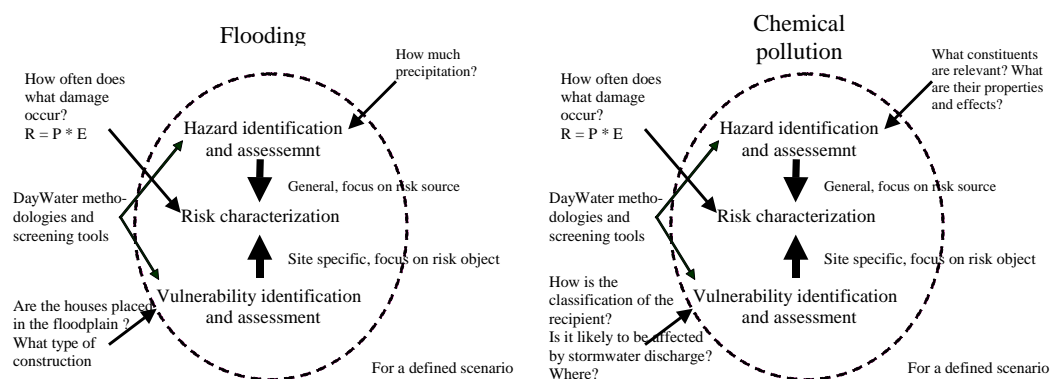 Flooding
How much
precipitation?
How often does
what damage
occur?
R = P * E
Hazard identification
and assessemnt
General, focus on risk source
DayWater metho-
dologies and
screening tools
Risk characterization
Site specific, focus on risk object
Vulnerability identification
and assessment
Are the houses placed
in the floodplain ?
What type of
construction
For a defined scenario
Chemical
pollution
What constituents
are relevant? What
are their properties
and effects?
How often does
what damage
occur?
R = P * E
Hazard identification
and assessemnt
General, focus on risk source
DayWater metho-
dologies and
screening tools
Risk characterization
Site specific, focus on risk object
Vulnerability identification
and assessment
How is the
classification of the
recipient?
Is it likely to be affected
by stormwater discharge?
Where?
For a defined scenario